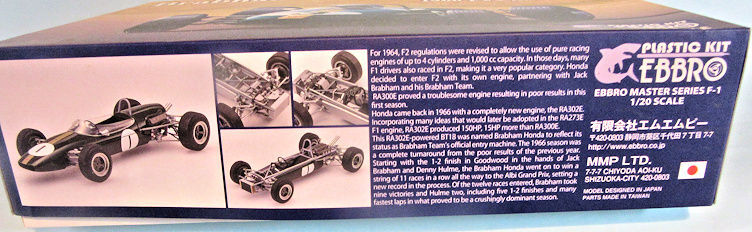 For 1964, F2 regulations were revised to allow the use of pure racing
engines of up to 4 cylinders and 1,000 cc capacity. In those days, many
F1 drivers also raced in F2, making it a very popular category. Honda
decided to enter F2 with its own engine, partnering with Jack
Brabham and his Brabham Team.
RA300E proved a troublesome engine resulting in poor results in this
first season.
Honda came back in 1966 with a completely new engine, the RA302E.
Incorporating many ideas that would later be adopted in the RA273E
F1 engine, RA302E produced 150HP, 15HP more than RA300E.
This RA302E-powered BT18 was named Brabham Honda to reflect its
status as Brabham Team's official entry machine. The 1966 season was
a complete turnaround from the poor results of the previous year.
Starting with the 1-2 finish in Goodwood in the hands of Jack
Brabham and Denny Hulme, the Brabham Honda went on to win a
string of 11 races in a row all the way to the Albi Grand Prix, setting a
new record in the process. Of the twelve races entered, Brabham took
nine victories and Hulme two, including five 1-2 finishes and many
fastest laps in what proved to be a crushingly dominant season.
PLASTIC KIT
EBBRO
EBBRO MASTER SERIES F-1
1/20 SCALE
有限会社エムエムピー
〒420-0803 静岡市葵区千代田７丁目 7-7
http://www.ebbro.co.jp
MMP LTD.
7-7-7 CHIYODA AOI-KU
SHIZUOKA-CITY 420-0803
MODEL DESIGNED IN JAPAN
PARTS MADE IN TAIWAN
1
1